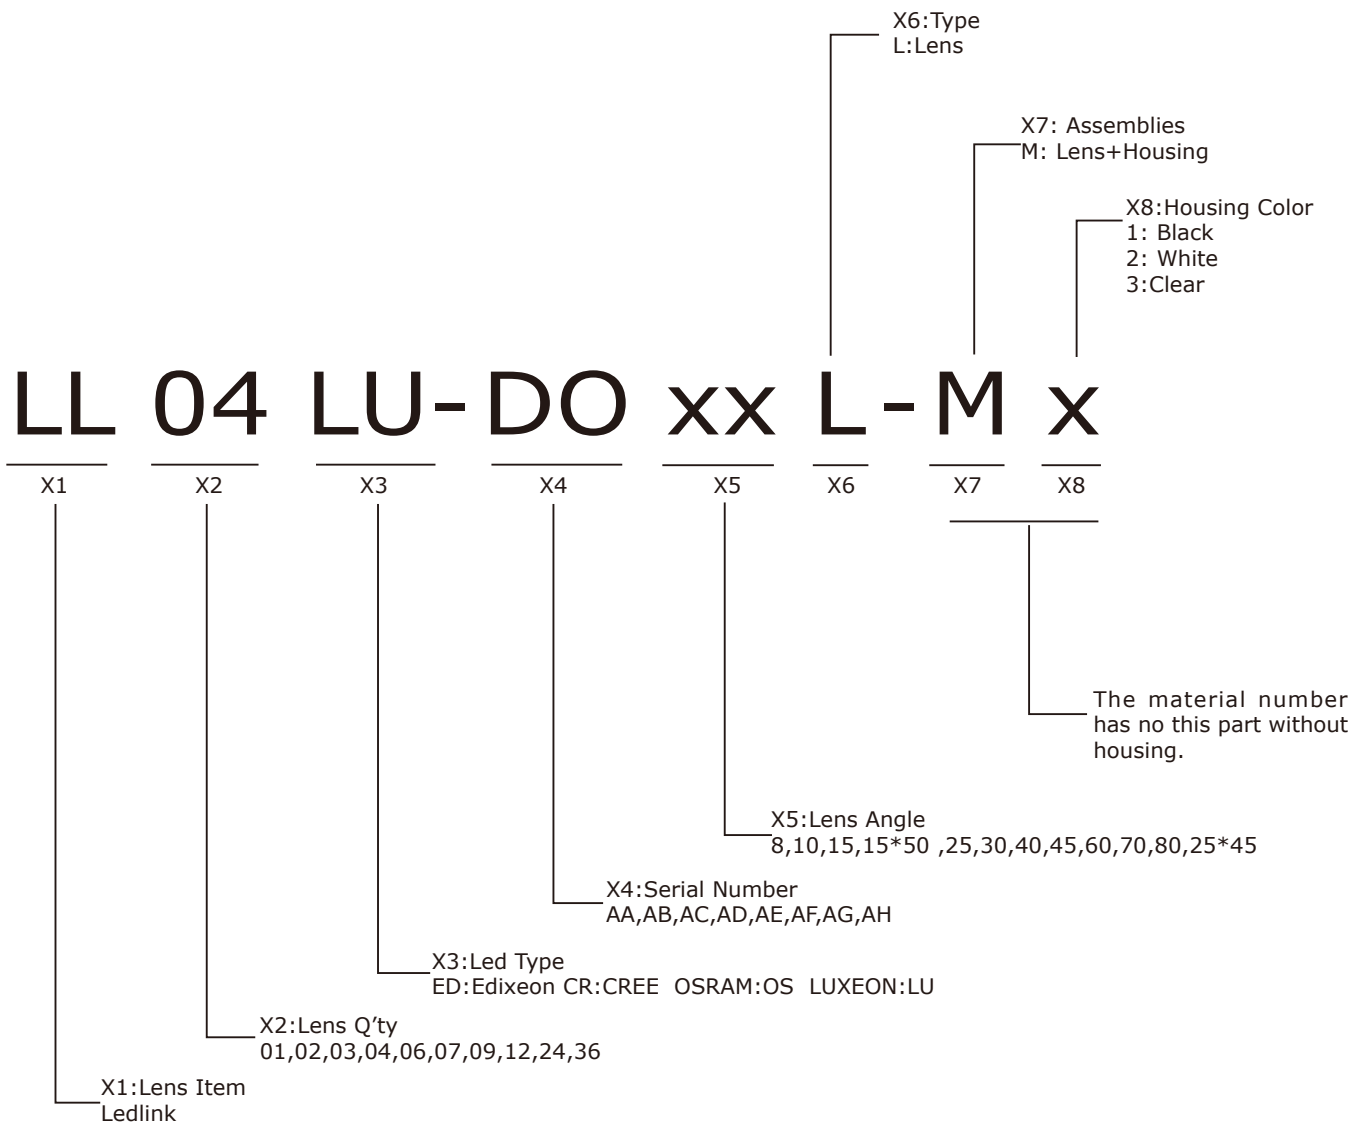 X6:Type
L:Lens
X7: Assemblies
M: Lens+Housing
X8:Housing Color
1: Black
2: White
3:Clear
LL 04 LU-DO xx L-M x
X1 X2 X3 X4 X5 X6 X7 X8
The material number
has no this part without
housing.
X5:Lens Angle
8,10,15,15*50 ,25,30,40,45,60,70,80,25*45
X4:Serial Number
AA,AB,AC,AD,AE,AF,AG,AH
X3:Led Type
ED:Edixeon CR:CREE OSRAM:OS LUXEON:LU
X2:Lens Q’ty
01,02,03,04,06,07,09,12,24,36
X1:Lens Item
Ledlink